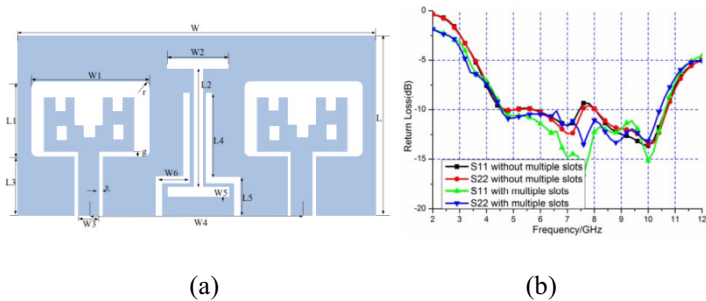 W
W2
W1
r
L2
L1
L
L4
g
L3
W6
s
W5
L5
W4
W3
(a)
Return Loss(dB)
0
-5
-10
-15
-20
S11 without multiple slots
S22 without multiple slots
S11 with multiple slots
S22 with multiple slots
2 3 4 5 6 7 8 9 10 11 12
Frequency/GHz
(b)